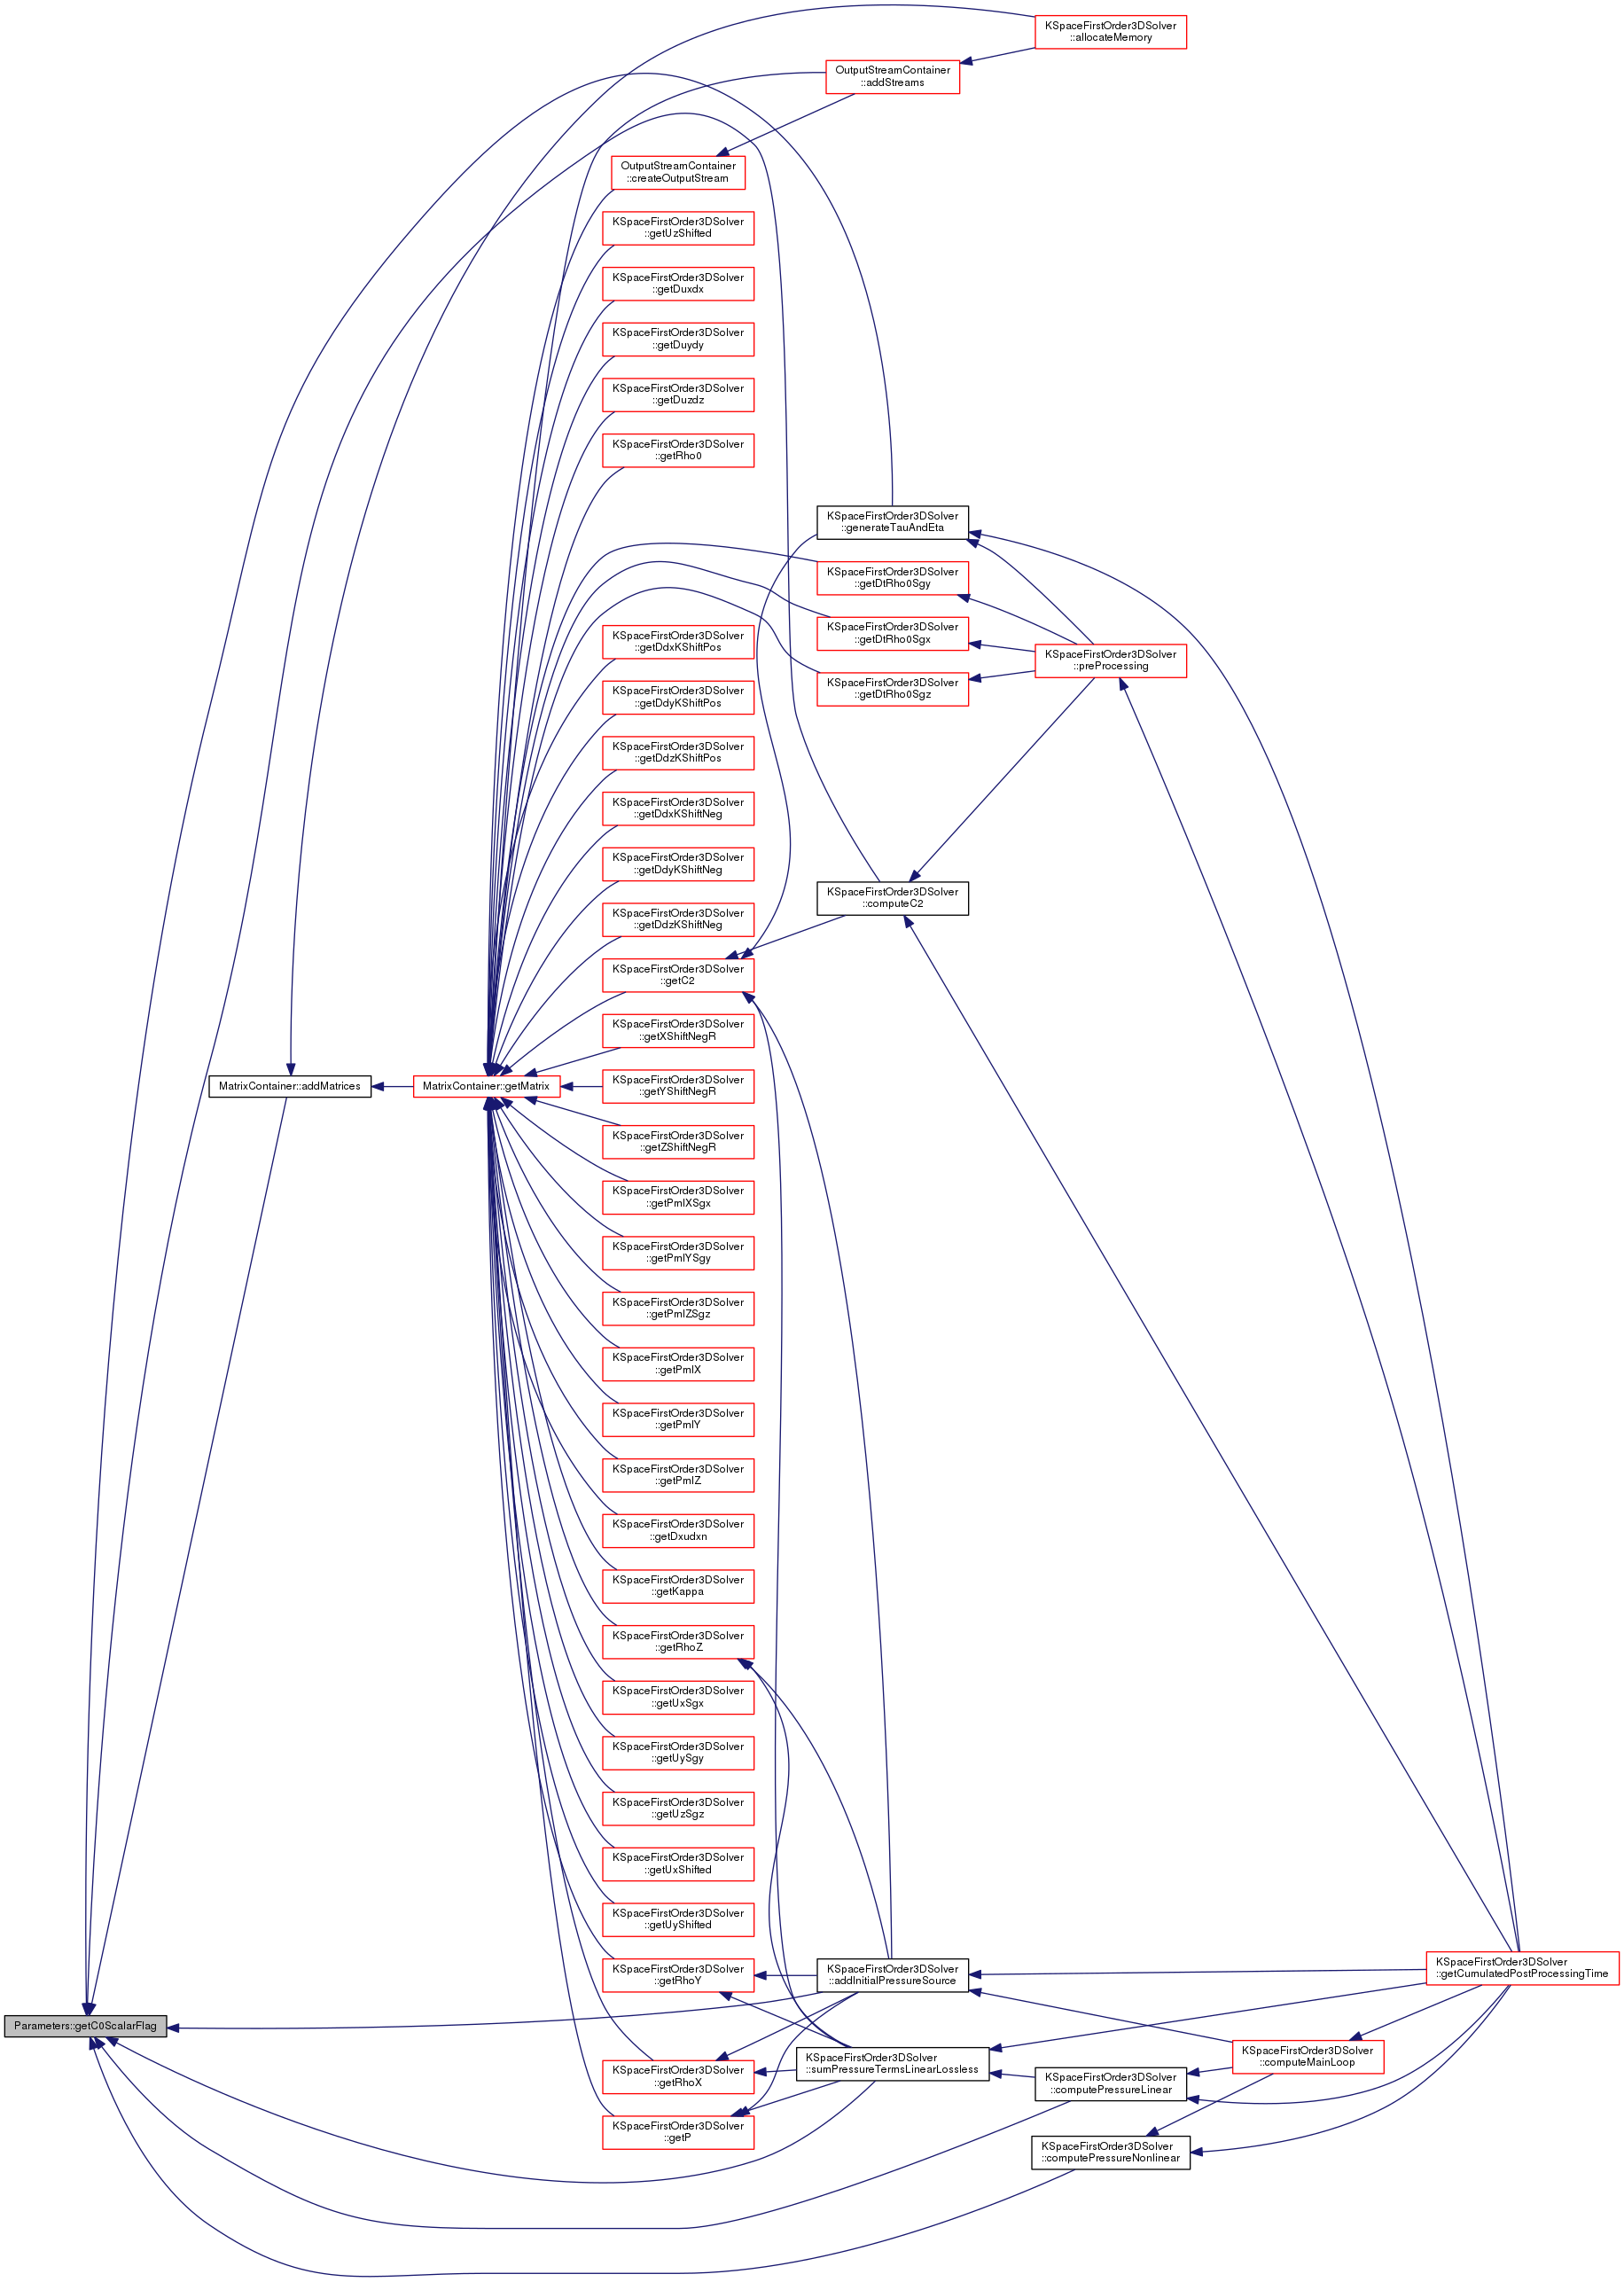 KSpaceFirstOrder3DSolver
::allocateMemory
OutputStreamContainer
::addStreams
OutputStreamContainer
::createOutputStream
KSpaceFirstOrder3DSolver
::getUzShifted
KSpaceFirstOrder3DSolver
::getDuxdx
KSpaceFirstOrder3DSolver
::getDuydy
KSpaceFirstOrder3DSolver
::getDuzdz
KSpaceFirstOrder3DSolver
::getRho0
KSpaceFirstOrder3DSolver
::generateTauAndEta
KSpaceFirstOrder3DSolver
::getDtRho0Sgy
KSpaceFirstOrder3DSolver
::getDtRho0Sgx
KSpaceFirstOrder3DSolver
::getDtRho0Sgz
KSpaceFirstOrder3DSolver
::preProcessing
KSpaceFirstOrder3DSolver
::getDdxKShiftPos
KSpaceFirstOrder3DSolver
::getDdyKShiftPos
KSpaceFirstOrder3DSolver
::getDdzKShiftPos
KSpaceFirstOrder3DSolver
::getDdxKShiftNeg
KSpaceFirstOrder3DSolver
::getDdyKShiftNeg
KSpaceFirstOrder3DSolver
::getDdzKShiftNeg
KSpaceFirstOrder3DSolver
::computeC2
KSpaceFirstOrder3DSolver
::getC2
KSpaceFirstOrder3DSolver
::getXShiftNegR
MatrixContainer::addMatrices
MatrixContainer::getMatrix
KSpaceFirstOrder3DSolver
::getYShiftNegR
KSpaceFirstOrder3DSolver
::getZShiftNegR
KSpaceFirstOrder3DSolver
::getPmlXSgx
KSpaceFirstOrder3DSolver
::getPmlYSgy
KSpaceFirstOrder3DSolver
::getPmlZSgz
KSpaceFirstOrder3DSolver
::getPmlX
KSpaceFirstOrder3DSolver
::getPmlY
KSpaceFirstOrder3DSolver
::getPmlZ
KSpaceFirstOrder3DSolver
::getDxudxn
KSpaceFirstOrder3DSolver
::getKappa
KSpaceFirstOrder3DSolver
::getRhoZ
KSpaceFirstOrder3DSolver
::getUxSgx
KSpaceFirstOrder3DSolver
::getUySgy
KSpaceFirstOrder3DSolver
::getUzSgz
KSpaceFirstOrder3DSolver
::getUxShifted
KSpaceFirstOrder3DSolver
::getUyShifted
KSpaceFirstOrder3DSolver
::getRhoY
KSpaceFirstOrder3DSolver
::addInitialPressureSource
KSpaceFirstOrder3DSolver
::getCumulatedPostProcessingTime
Parameters::getC0ScalarFlag
KSpaceFirstOrder3DSolver
::getRhoX
KSpaceFirstOrder3DSolver
::sumPressureTermsLinearLossless
KSpaceFirstOrder3DSolver
::computeMainLoop
KSpaceFirstOrder3DSolver
::computePressureLinear
KSpaceFirstOrder3DSolver
::getP
KSpaceFirstOrder3DSolver
::computePressureNonlinear